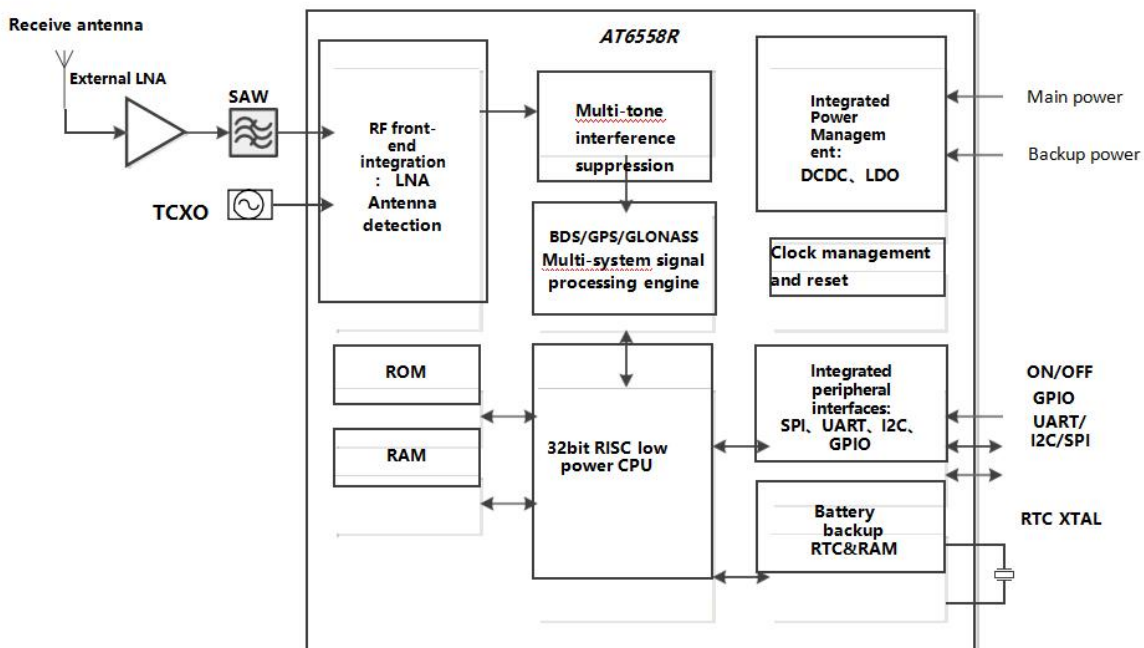 Receive antenna
External LNA
SAW
TCXO
AT6558R
RF front-
end
integration
: LNA
Antenna
detection
Multi-tone
interference
suppression
BDS/GPS/GLONASS
Multi-system signal
processing engine
Integrated
Power
Managem
ent：
DCDC、LDO
Main power
Backup power
Clock management
and reset
ROM
RAM
32bit RISC low
power CPU
Integrated
peripheral
interfaces:
SPI、UART、I2C、
GPIO
ON/OFF
GPIO
UART/
I2C/SPI
Battery
backup
RTC&RAM
RTC XTAL